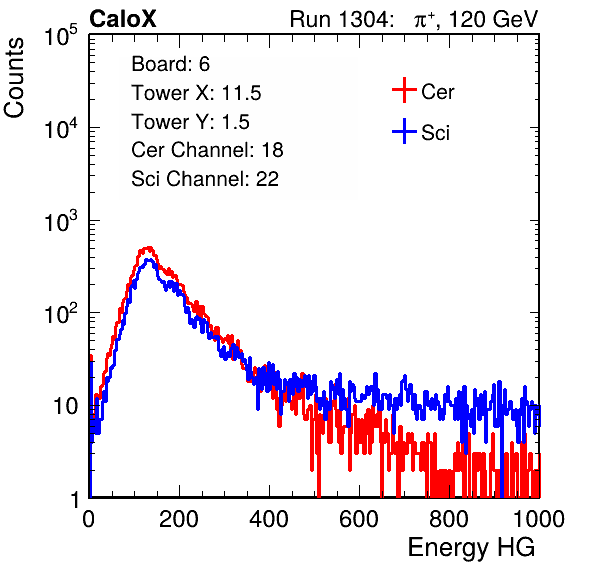 CaloX Run 1304: π⁺, 120 GeV
Counts
10⁵
10⁴
10³
10²
10
1
Board: 6
Tower X: 11.5
Tower Y: 1.5
Cer Channel: 18
Sci Channel: 22
Cer
Sci
0 200 400 600 800 1000
Energy HG